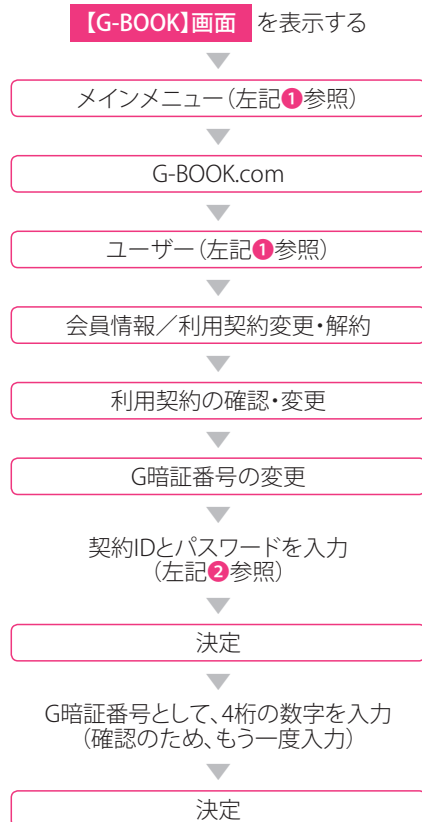 【G-BOOK】画面 を表示する
メインメニュー(左記❶参照)
G-BOOK.com
ユーザー(左記❶参照)
会員情報／利用契約変更・解約
利用契約の確認・変更
G暗証番号の変更
契約IDとパスワードを入力
(左記❷参照)
決定
G暗証番号として、4桁の数字を入力
(確認のため、もう一度入力)
決定